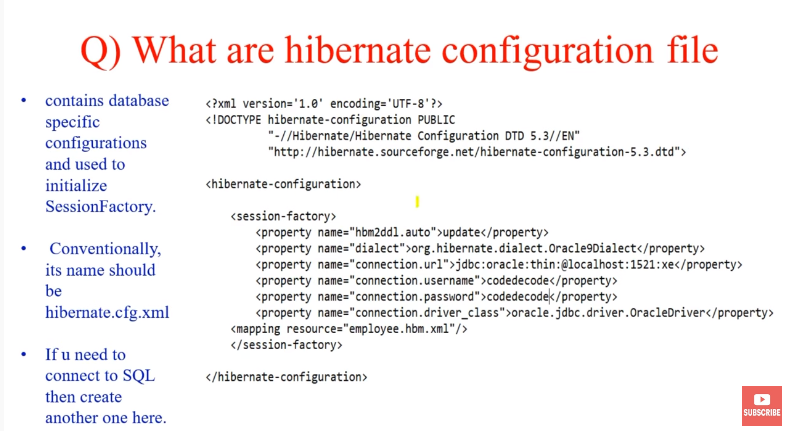 Q) What are hibernate configuration file
• contains database
specific
configurations
and used to
initialize
SessionFactory.
• Conventionally,
its name should
be
hibernate.cfg.xml
• If u need to
connect to SQL
then create
another one here.
<?xml version='1.0' encoding='UTF-8'?>
<!DOCTYPE hibernate-configuration PUBLIC
"-//Hibernate/Hibernate Configuration DTD 5.3//EN"
"http://hibernate.sourceforge.net/hibernate-configuration-5.3.dtd">
<hibernate-configuration>
<session-factory>
<property name="hbm2ddl.auto">update</property>
<property name="dialect">org.hibernate.dialect.Oracle9Dialect</property>
<property name="connection.url">jdbc:oracle:thin:@localhost:1521:xe</property>
<property name="connection.username">codedecode</property>
<property name="connection.password">codedecode</property>
<property name="connection.driver_class">oracle.jdbc.driver.OracleDriver</property>
<mapping resource="employee.hbm.xml"/>
</session-factory>
</hibernate-configuration>
SUBSCRIBE